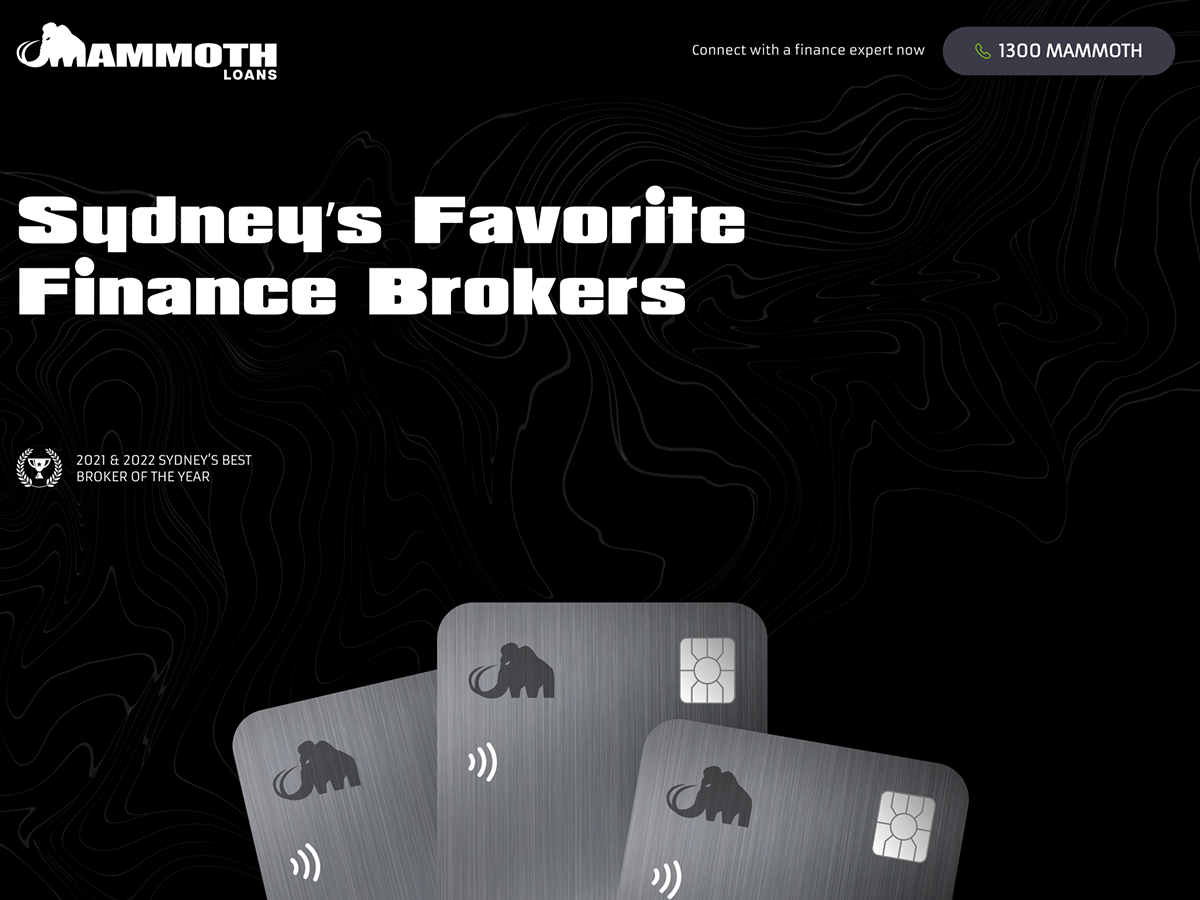 MAMMOTH
LOANS
Connect with a finance expert now
1300 MAMMOTH
Sydney's Favorite
Finance Brokers
2021 & 2022 SYDNEY'S BEST
BROKER OF THE YEAR